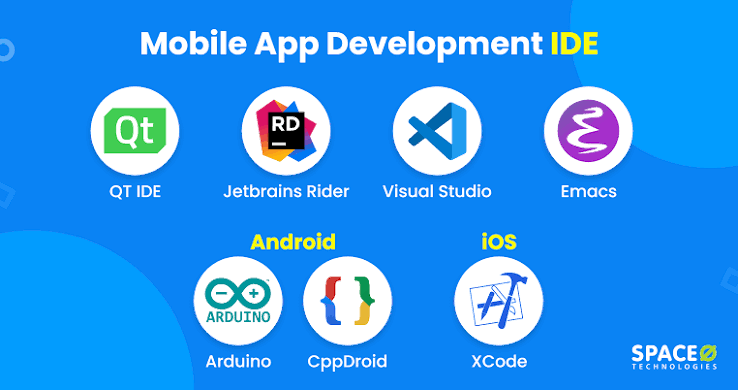 Mobile App Development IDE
Qt
RD
QT IDE
Jetbrains Rider
Visual Studio
Emacs
Android
iOS
ARDUINO
Arduino
CppDroid
XCode
SPACEØ
TECHNOLOGIES